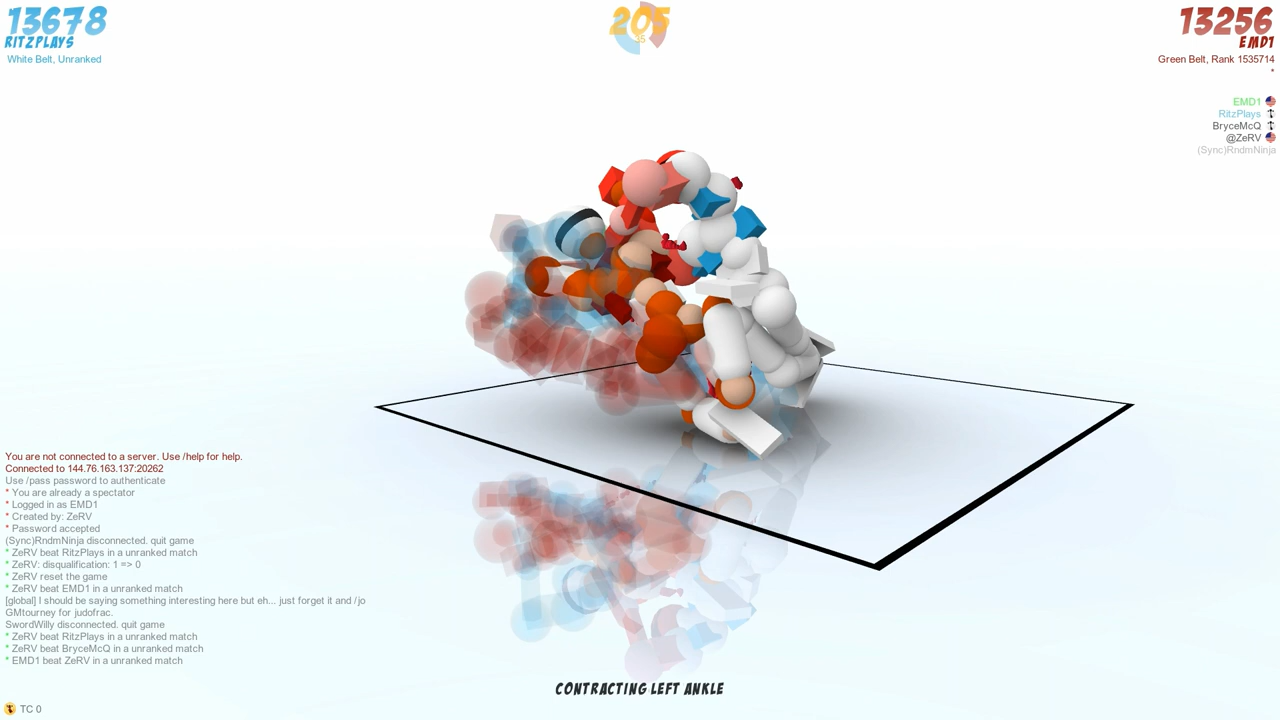 13678
RITZPLAYS
White Belt, Unranked
205
15
13256
EMD1
Green Belt, Rank 1535714
*
EMD1
RitzPlays
BryceMcQ
@ZeRV
(Sync)RndmNinja
You are not connected to a server. Use /help for help.
Connected to 144.76.163.137:20262
Use /pass password to authenticate
* You are already a spectator
* Logged in as EMD1
* Created by: ZeRV
* Password accepted
(Sync)RndmNinja disconnected. quit game
* ZeRV beat RitzPlays in a unranked match
* ZeRV: disqualification: 1 => 0
* ZeRV reset the game
* ZeRV beat EMD1 in a unranked match
[global] I should be saying something interesting here but eh... just forget it and /jo
GMtourney for judofrac.
SwordWilly disconnected. quit game
* ZeRV beat RitzPlays in a unranked match
* ZeRV beat BryceMcQ in a unranked match
* EMD1 beat ZeRV in a unranked match
CONTRACTING LEFT ANKLE
TC 0